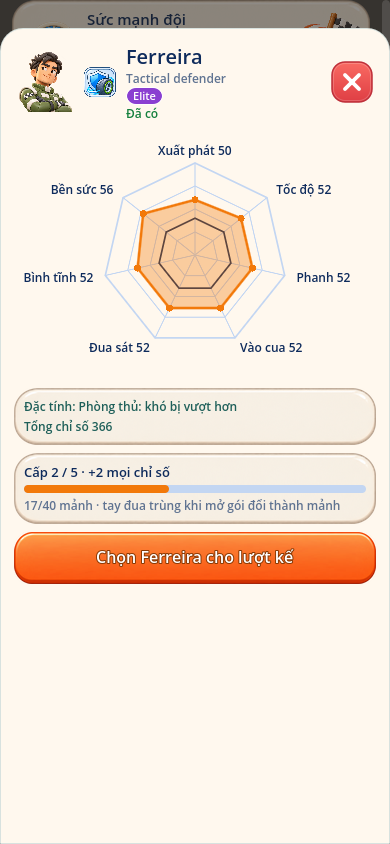 Sức mạnh đội
Ferreira
Tactical defender
Elite
Đã có
Xuất phát 50
Bền sức 56
Tốc độ 52
Bình tĩnh 52
Phanh 52
Đua sát 52
Vào cua 52
Đặc tính: Phòng thủ: khó bị vượt hơn
Tổng chỉ số 366
Cấp 2 / 5 · +2 mọi chỉ số
17/40 mảnh · tay đua trùng khi mở gói đổi thành mảnh
Chọn Ferreira cho lượt kế